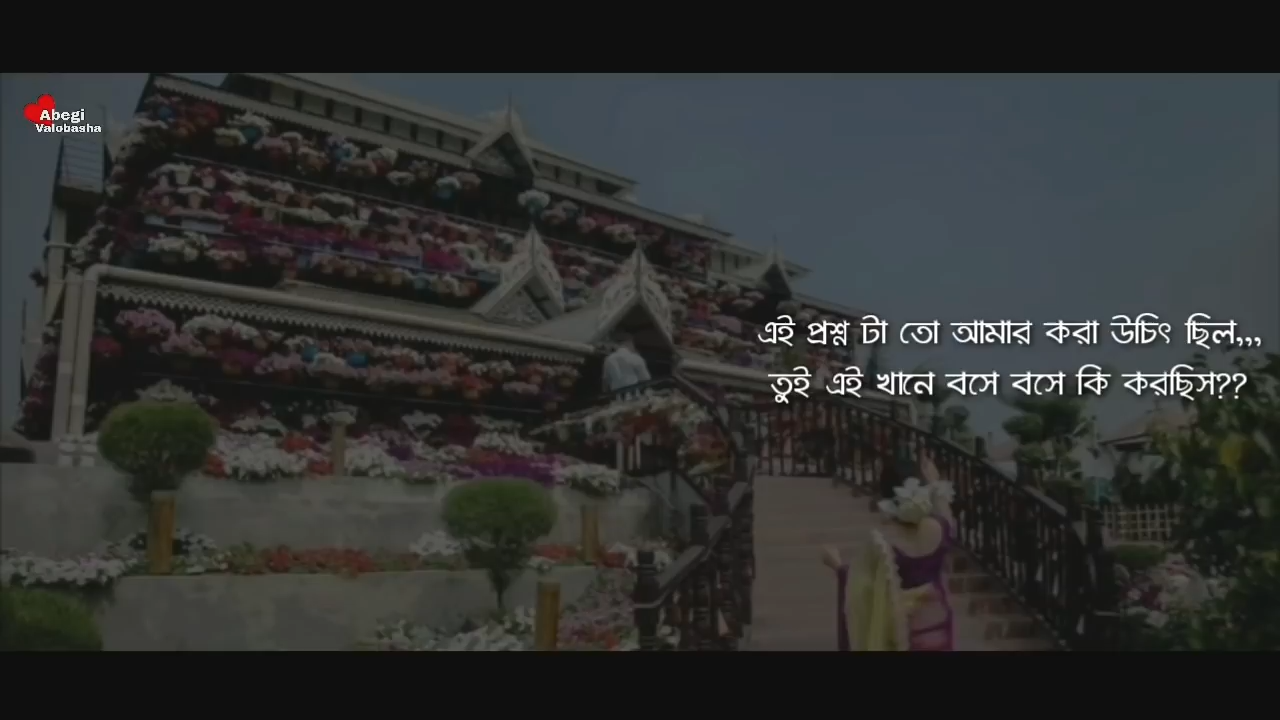 Abegi
Valobasha
এই প্রশ্ন টা তো আমার করা উচিৎ ছিল,,,
তুই এই খানে বসে বসে কি করছিস??